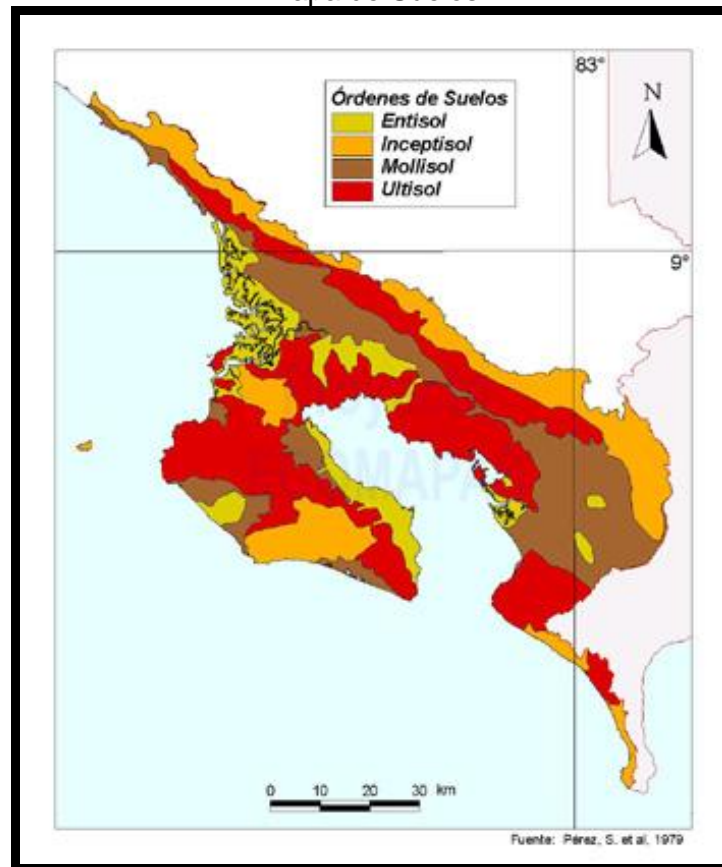 83°
N
Órdenes de Suelos
Entisol
Inceptisol
Mollisol
Ultisol
9°
0 10 20 30 km
Fuente: Pérez, S. et al. 1979